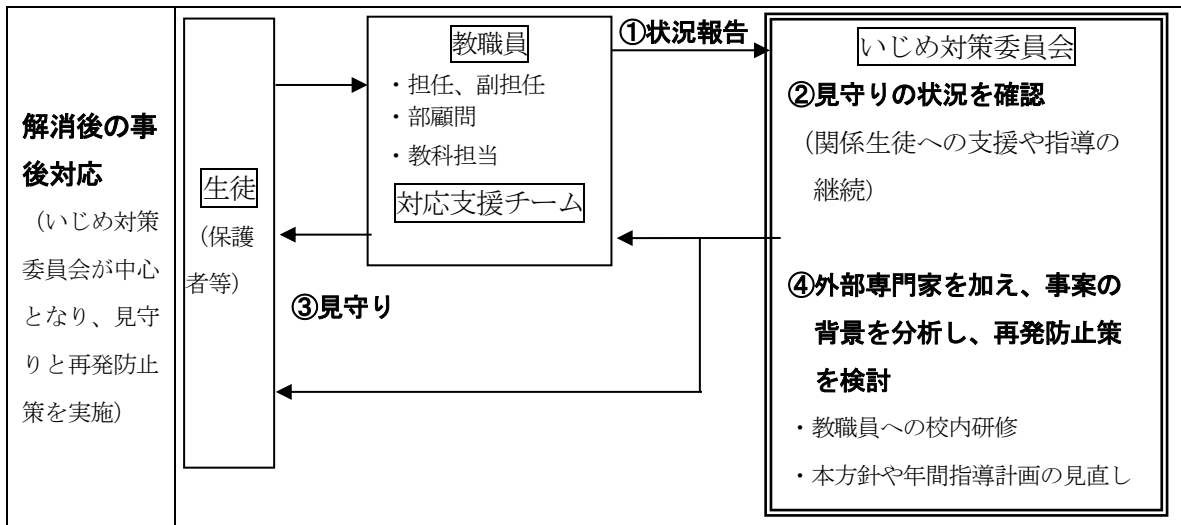 解消後の事
後対応
（いじめ対策
委員会が中心
となり、見守
りと再発防止
策を実施）
生徒
（保護
者等）
教職員
・担任、副担任
・部顧問
・教科担当
対応支援チーム
①状況報告
③見守り
いじめ対策委員会
②見守りの状況を確認
（関係生徒への支援や指導の
継続）
④外部専門家を加え、事案の
背景を分析し、再発防止策
を検討
・教職員への校内研修
・本方針や年間指導計画の見直し